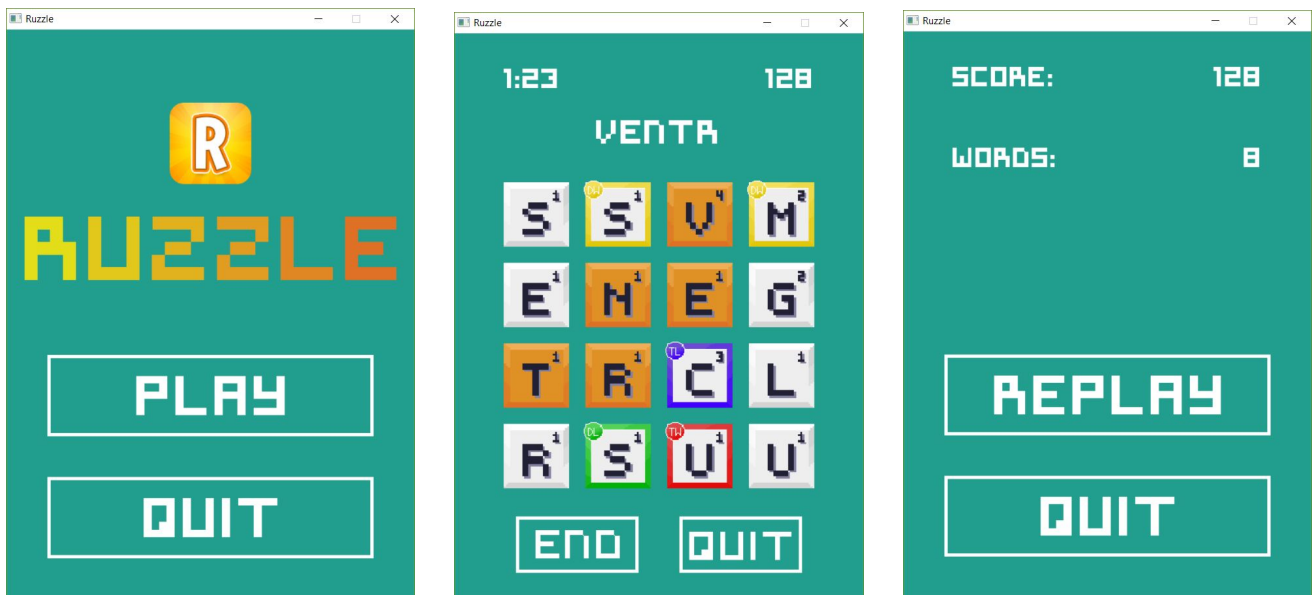 Ruzzle
R
RUZZLE
PLAY
QUIT
Ruzzle
1:23 128
VENTR
S 1 DW S 1 V 4 DW M 2
E 1 N 1 E 1 G 2
T 1 R 1 TL C 3 L 1
R 1 DL S 1 TW U 1 U 1
END QUIT
Ruzzle
SCORE: 128
WORDS: 8
REPLAY
QUIT